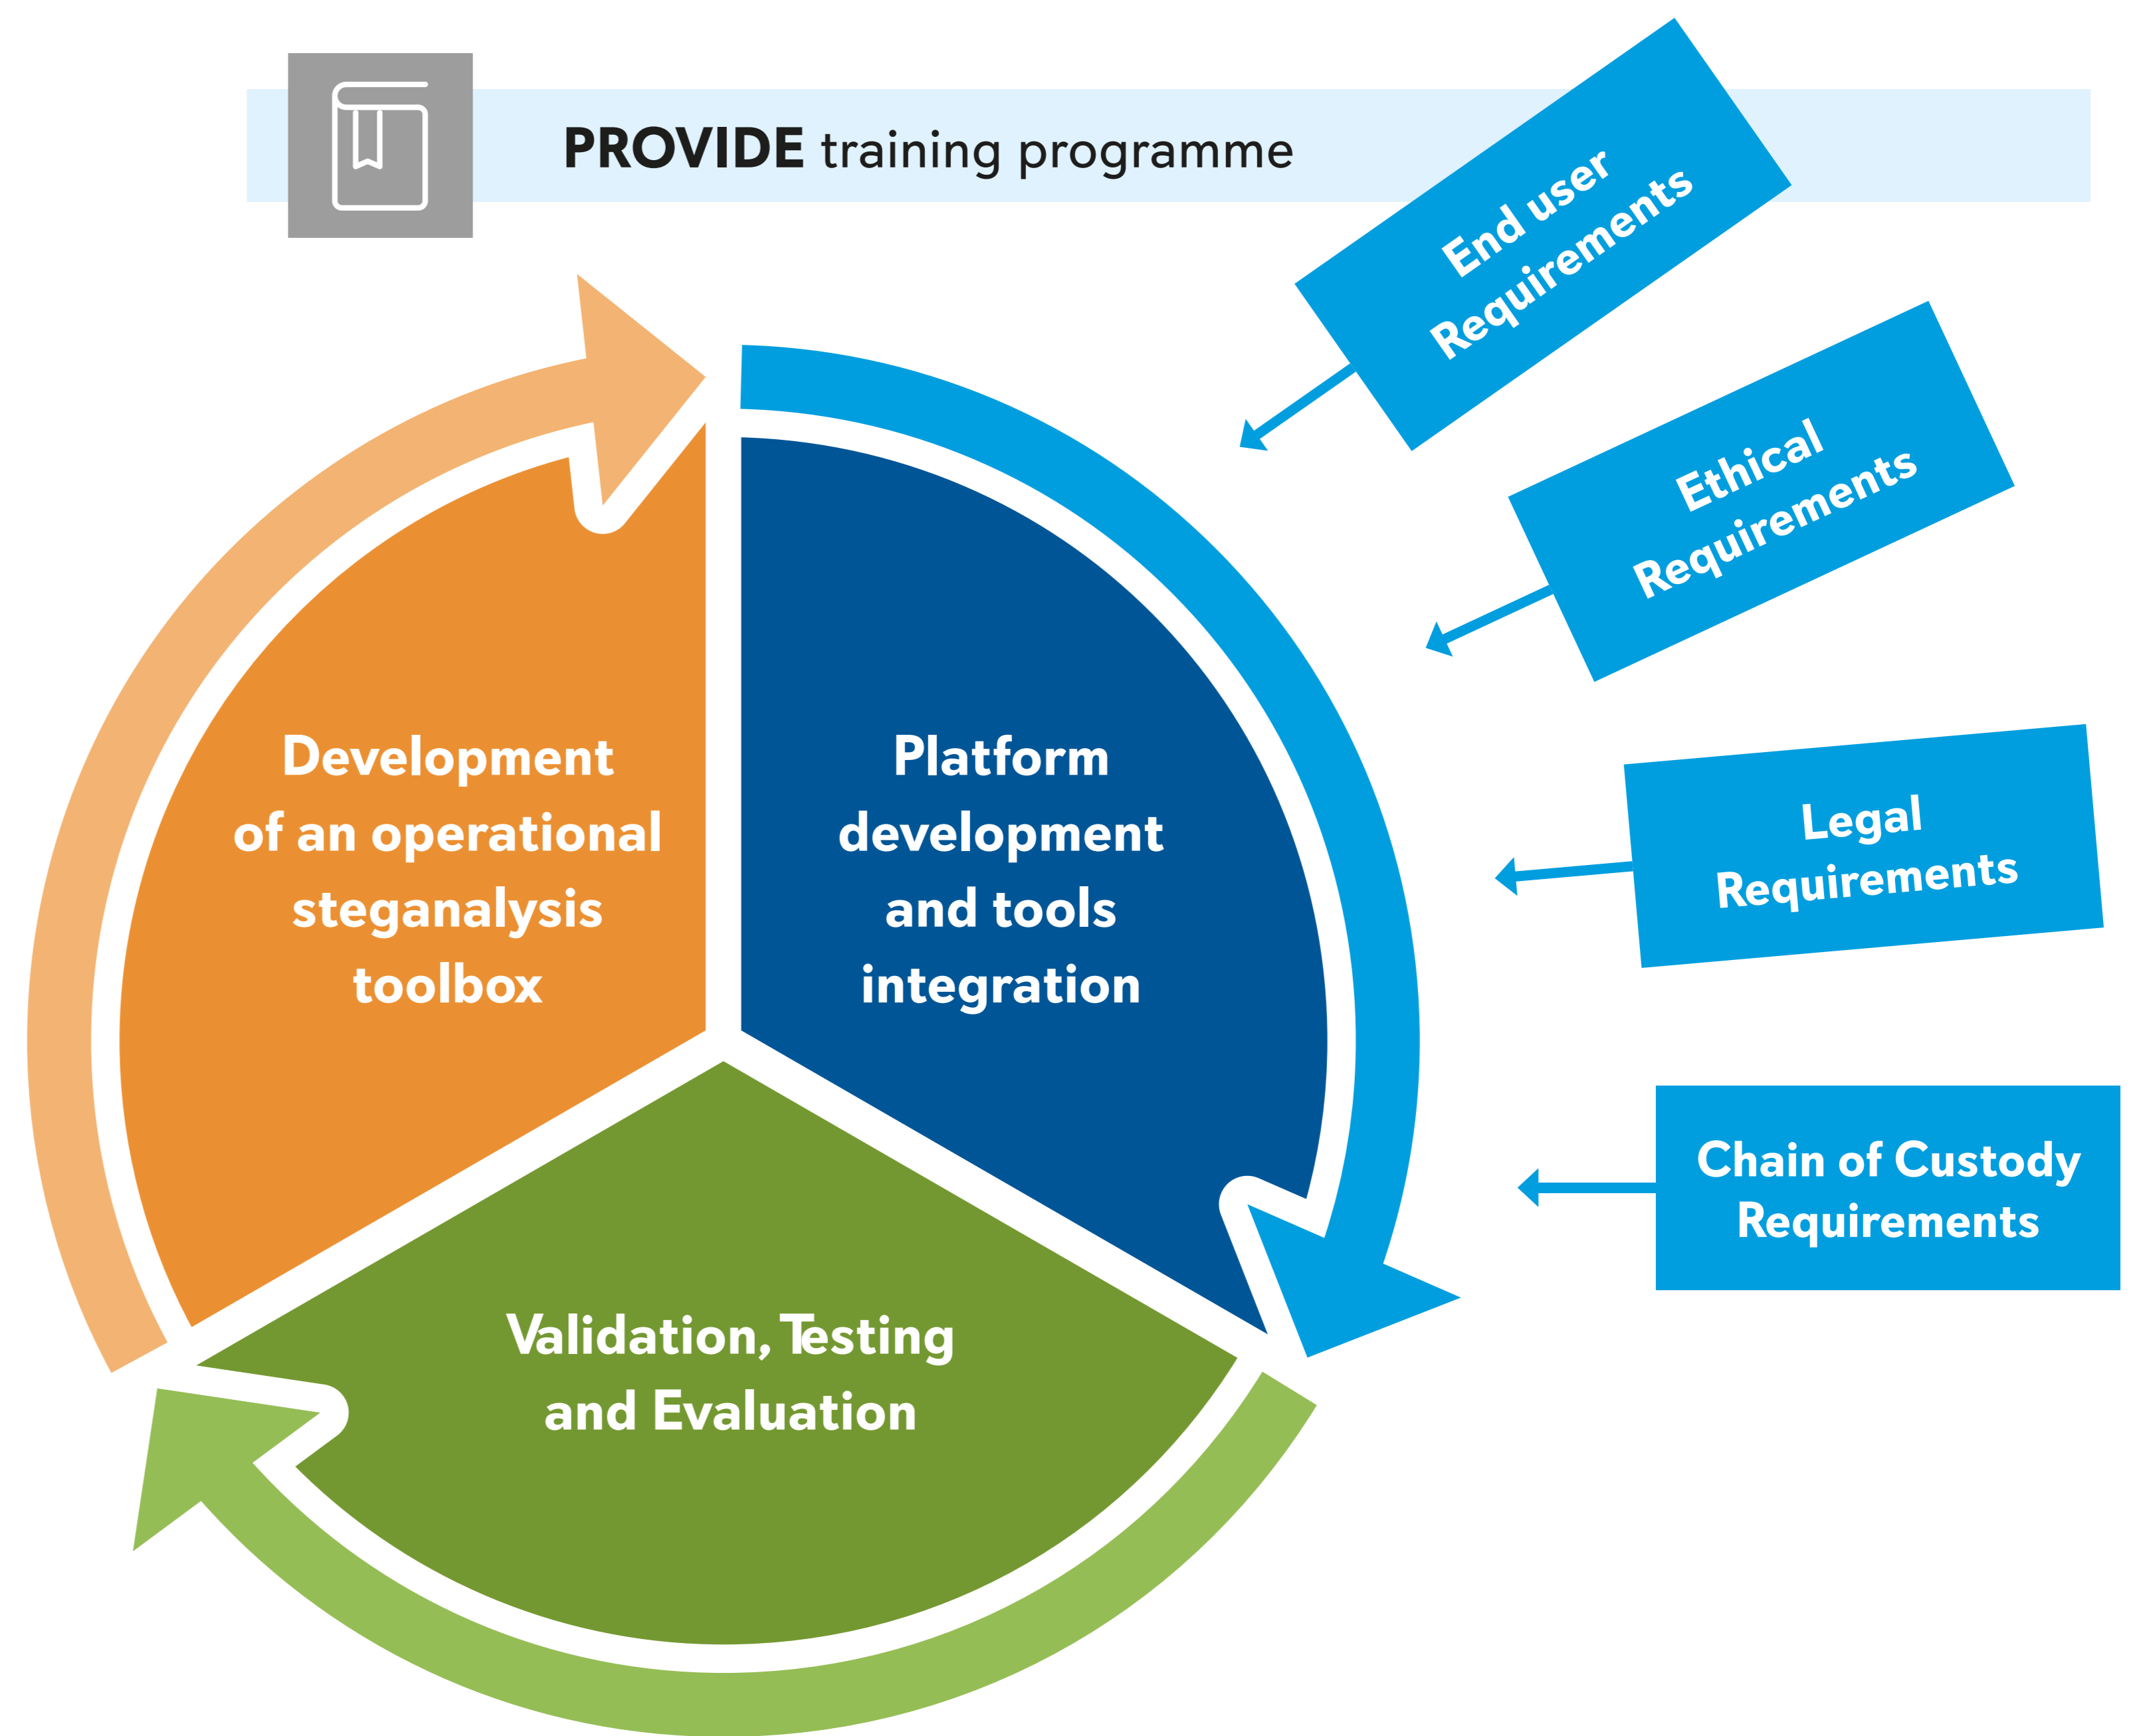 PROVIDE training programme
End user
Requirements
Ethical
Requirements
Legal
Requirements
Chain of Custody
Requirements
Development
of an operational
steganalysis
toolbox
Platform
development
and tools
integration
Validation, Testing
and Evaluation